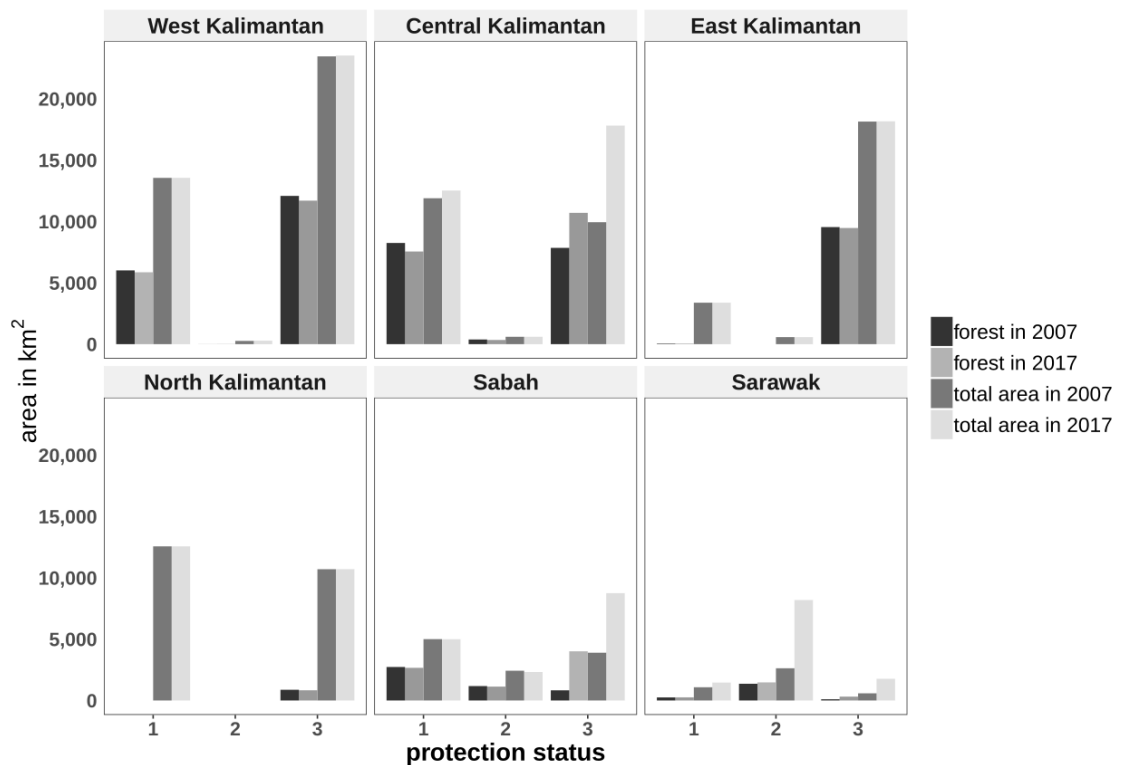 West Kalimantan
Central Kalimantan
East Kalimantan
20,000
15,000
10,000
5,000
0
North Kalimantan
Sabah
Sarawak
20,000
15,000
10,000
5,000
0
area in km²
1 2 3
1 2 3
1 2 3
protection status
forest in 2007
forest in 2017
total area in 2007
total area in 2017